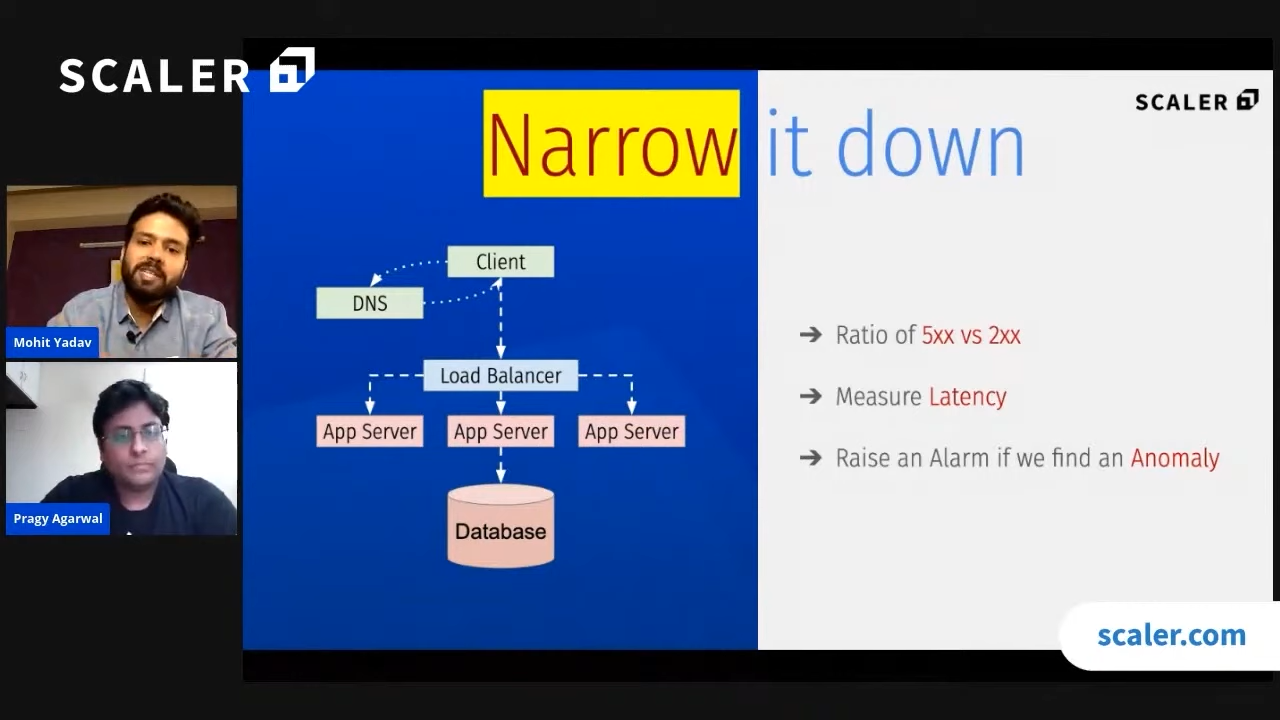 SCALER
SCALER
Narrow it down
Client
DNS
Load Balancer
App Server App Server App Server
Database
➔ Ratio of 5xx vs 2xx
➔ Measure Latency
➔ Raise an Alarm if we find an Anomaly
Mohit Yadav
Pragy Agarwal
scaler.com